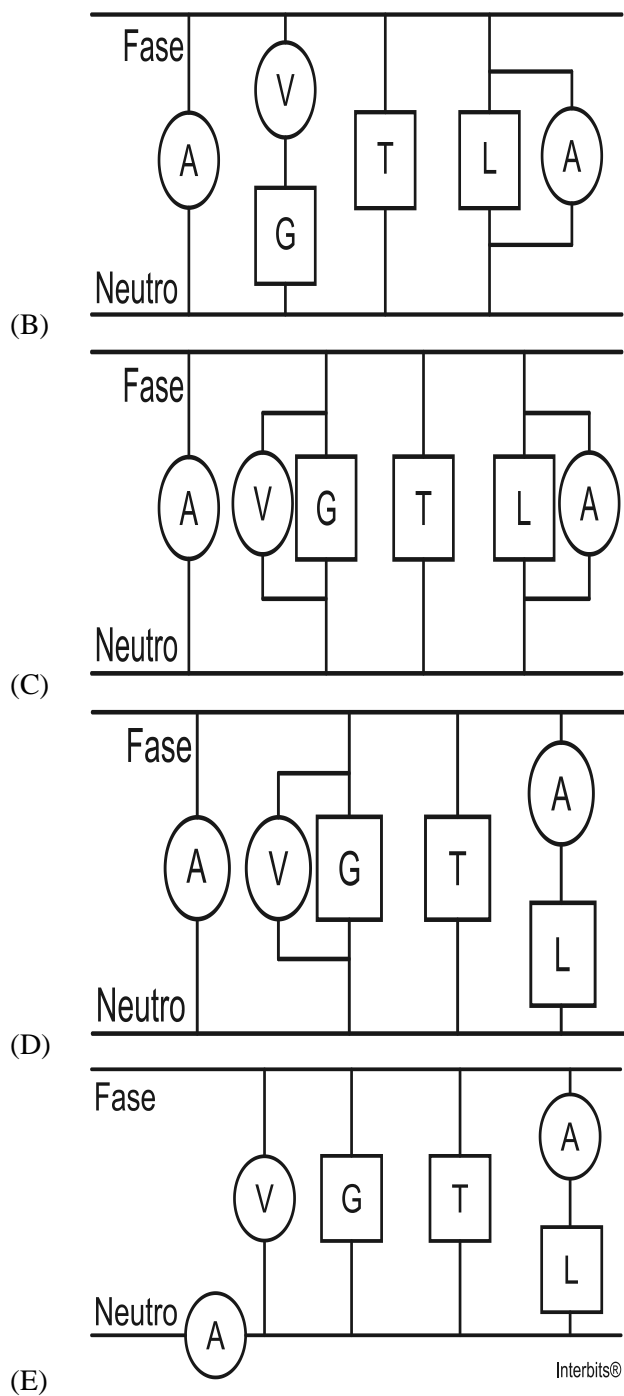 Fase
V
A T L A
G
Neutro
(B)
Fase
A V G T L A
Neutro
(C)
Fase
A
A V G T
L
Neutro
(D)
Fase
A
V G T
L
Neutro
A
Interbits®
(E)